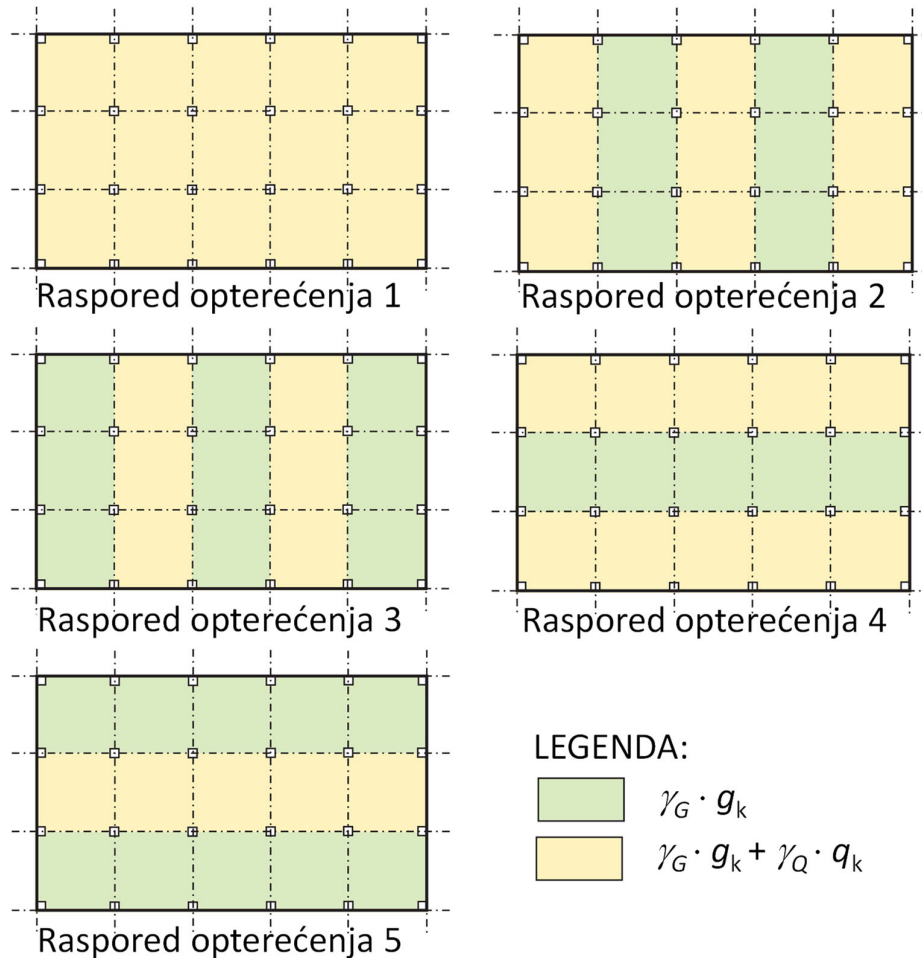 Raspored opterećenja 1
Raspored opterećenja 2
Raspored opterećenja 3
Raspored opterećenja 4
Raspored opterećenja 5
LEGENDA:
γG · gk
γG · gk + γQ · qk